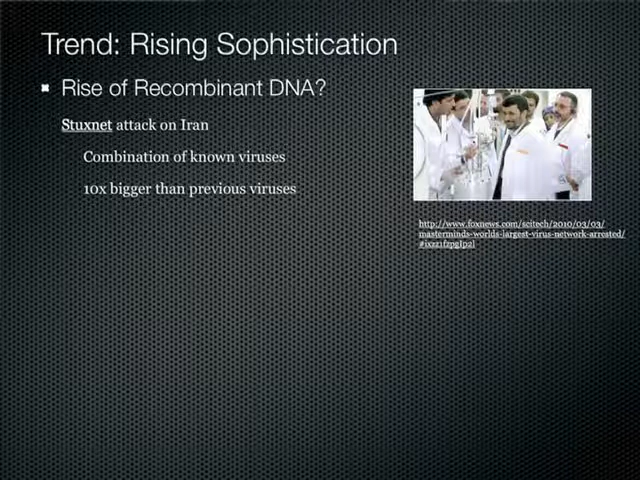 Trend: Rising Sophistication
Rise of Recombinant DNA?
Stuxnet attack on Iran
Combination of known viruses
10x bigger than previous viruses
http://www.foxnews.com/scitech/2010/03/03/
masterminds-worlds-largest-virus-network-arrested/